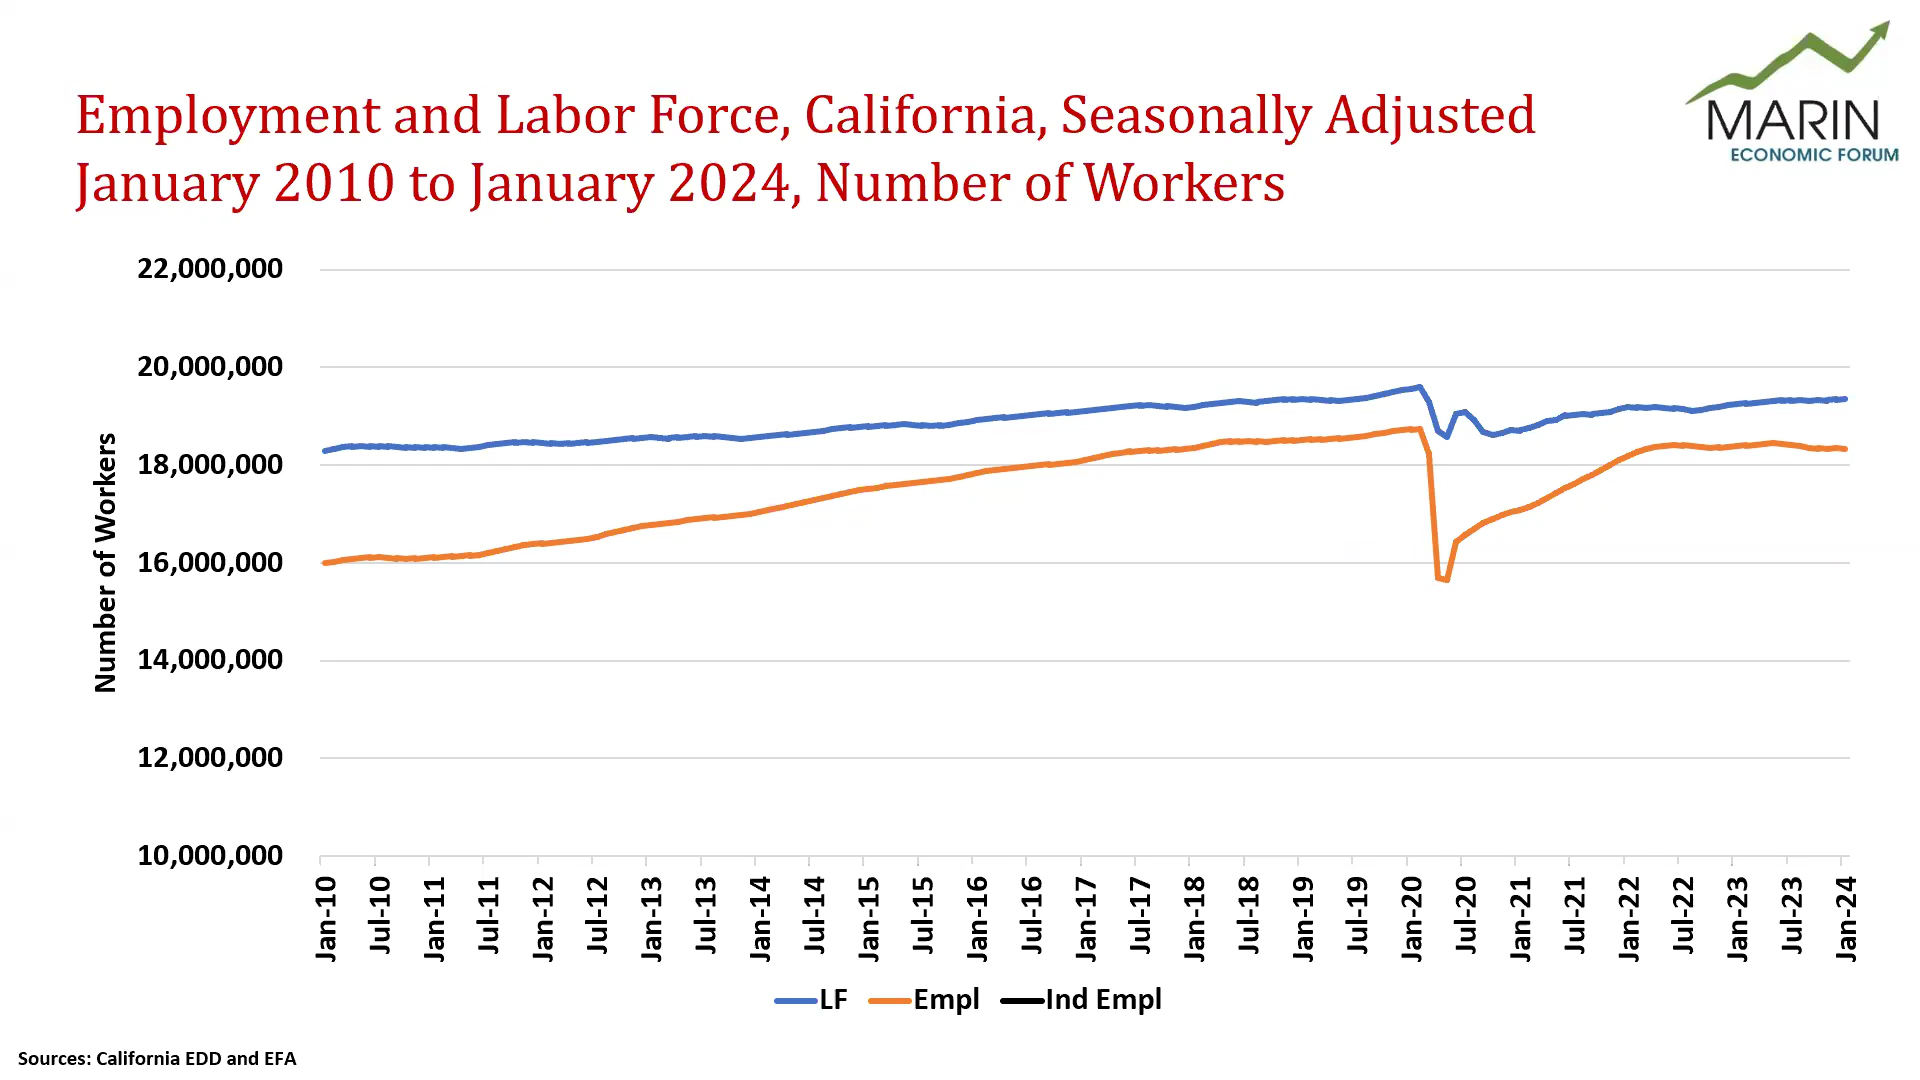 Employment and Labor Force, California, Seasonally Adjusted
January 2010 to January 2024, Number of Workers
MARIN
ECONOMIC FORUM
Number of Workers
22,000,000
20,000,000
18,000,000
16,000,000
14,000,000
12,000,000
10,000,000
Jan-10
Jul-10
Jan-11
Jul-11
Jan-12
Jul-12
Jan-13
Jul-13
Jan-14
Jul-14
Jan-15
Jul-15
Jan-16
Jul-16
Jan-17
Jul-17
Jan-18
Jul-18
Jan-19
Jul-19
Jan-20
Jul-20
Jan-21
Jul-21
Jan-22
Jul-22
Jan-23
Jul-23
Jan-24
LF Empl Ind Empl
Sources: California EDD and EFA